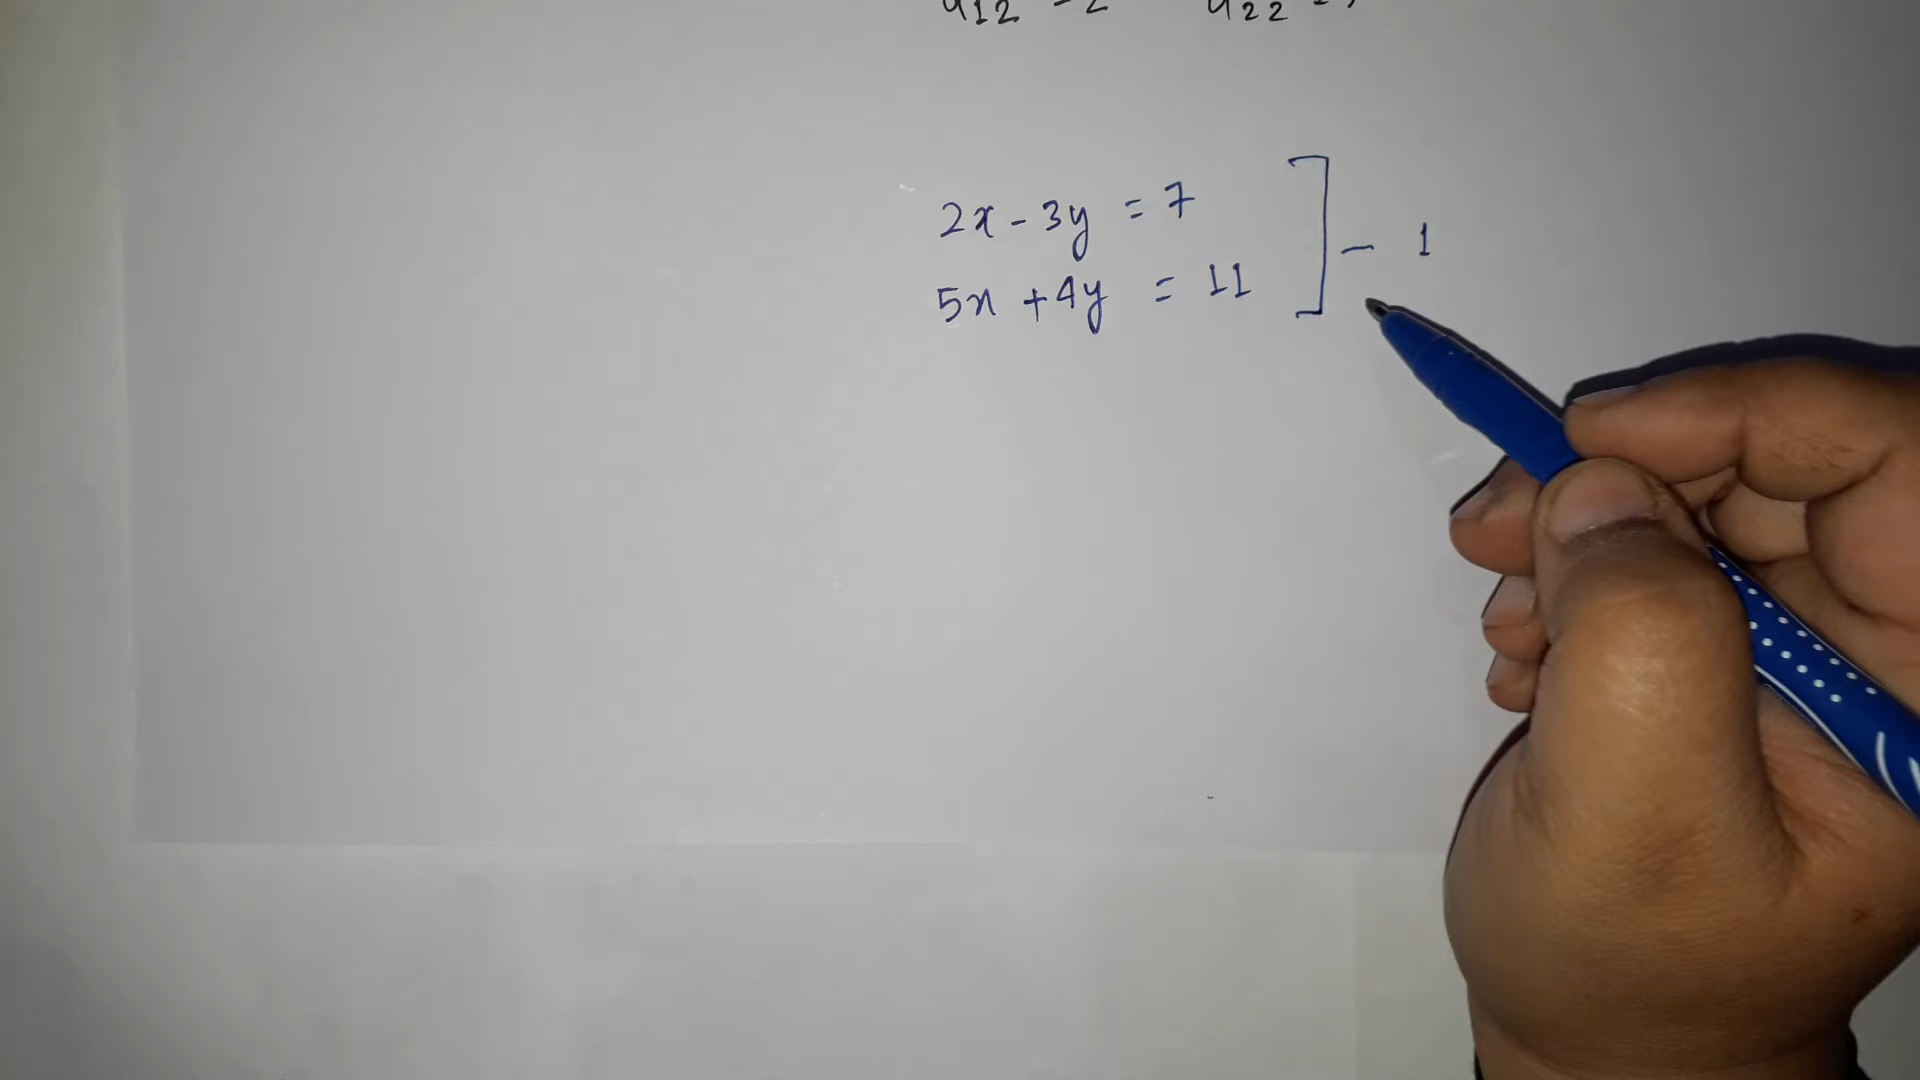 2x - 3y = 7
5x + 4y = 11
- 1